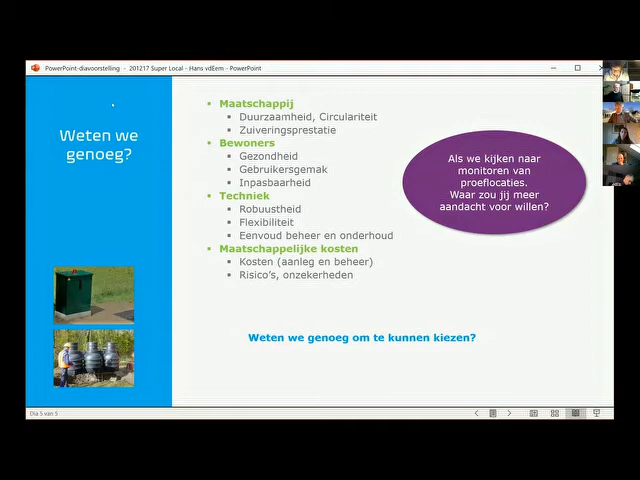 PowerPoint-diavoorstelling - 201217 Super Local - Hans vdEem - PowerPoint
Weten we
genoeg?
Maatschappij
Duurzaamheid, Circulariteit
Zuiveringsprestatie
Bewoners
Gezondheid
Gebruikersgemak
Inpasbaarheid
Techniek
Robuustheid
Flexibiliteit
Eenvoud beheer en onderhoud
Maatschappelijke kosten
Kosten (aanleg en beheer)
Risico's, onzekerheden
Als we kijken naar
monitoren van
proeflocaties.
Waar zou jij meer
aandacht voor willen?
Weten we genoeg om te kunnen kiezen?
Dia 5 van 5